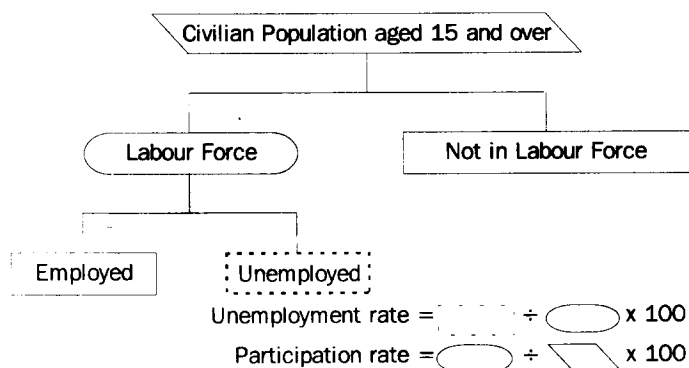 Civilian Population aged 15 and over
Labour Force
Not in Labour Force
Employed
Unemployed
Unemployment rate = ÷ x 100
Participation rate = ÷ x 100